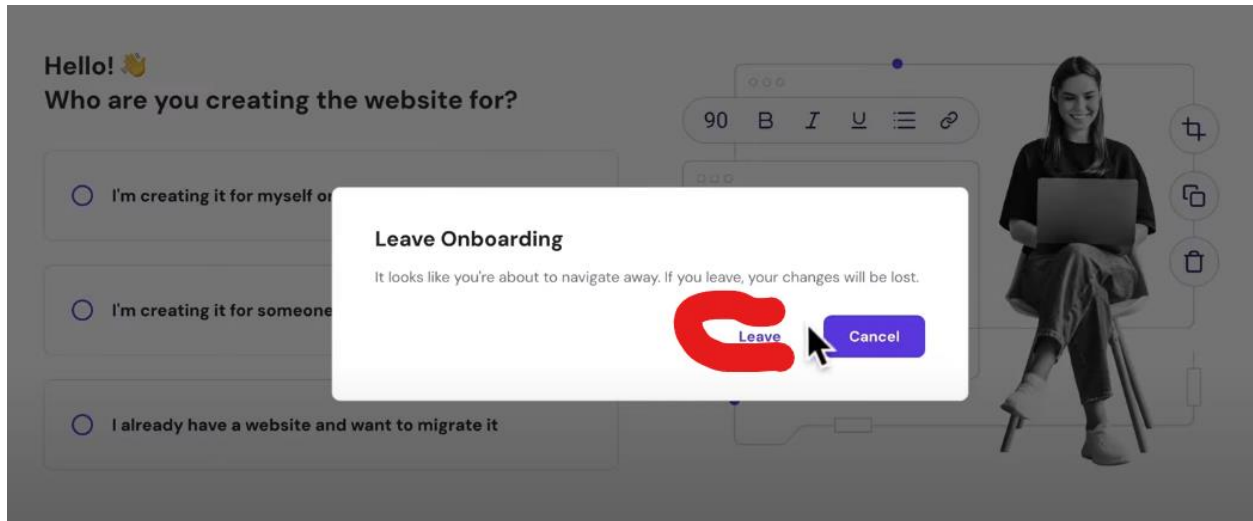 Hello! 👋
Who are you creating the website for?
90 B I U
I'm creating it for myself or
Leave Onboarding
It looks like you're about to navigate away. If you leave, your changes will be lost.
I'm creating it for someone
Leave Cancel
I already have a website and want to migrate it